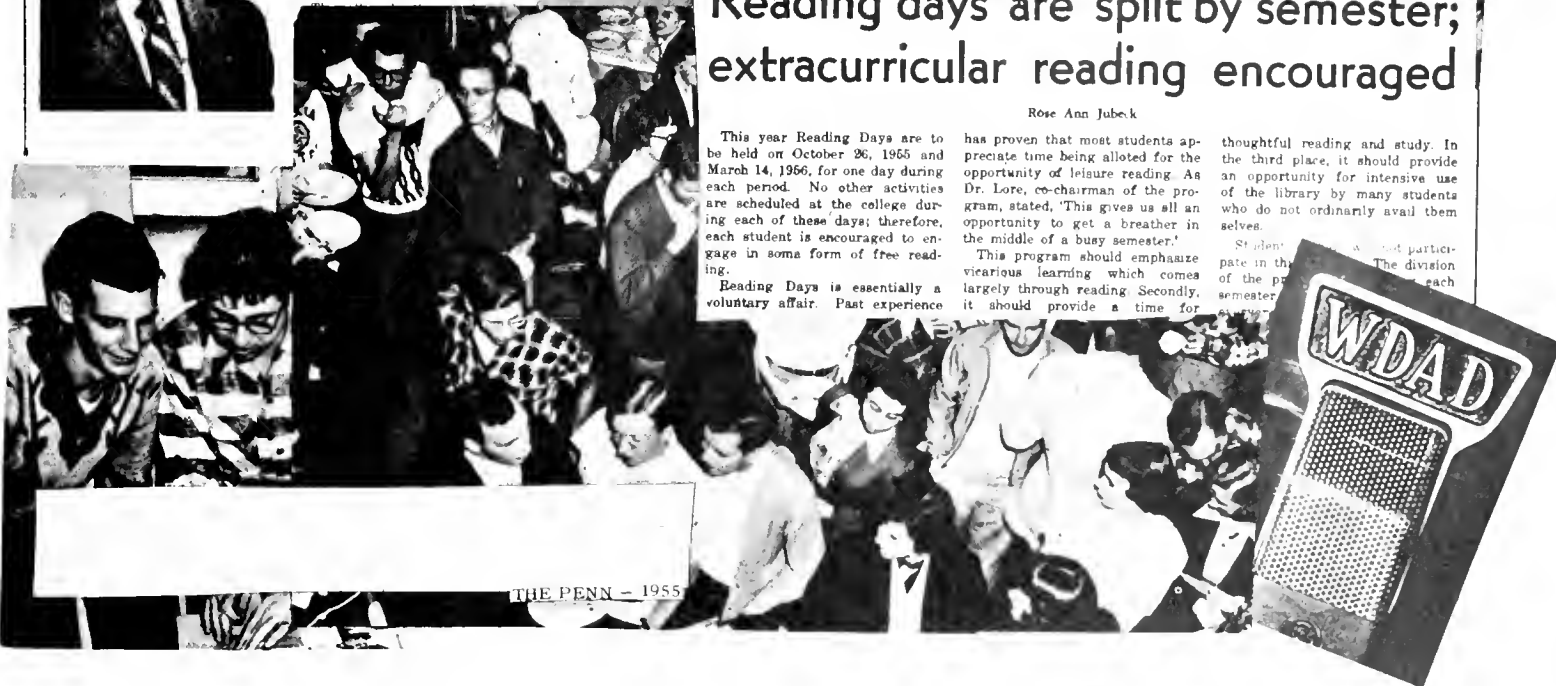 Reading days are split by semester;
extracurricular reading encouraged
Rose Ann Jubeck
This year Reading Days are to
be held on October 26, 1955 and
March 14, 1956, for one day during
each period. No other activities
are scheduled at the college dur-
ing each of these days; therefore,
each student is encouraged to en-
gage in some form of free read-
ing.
Reading Days is essentially a
voluntary affair. Past experience
has proven that most students ap-
preciate time being alloted for the
opportunity of leisure reading. As
Dr. Lore, co-chairman of the pro-
gram, stated, 'This gives us all an
opportunity to get a breather in
the middle of a busy semester.'
This program should emphasize
vicarious learning which comes
largely through reading. Secondly,
it should provide a time for
thoughtful reading and study. In
the third place, it should provide
an opportunity for intensive use
of the library by many students
who do not ordinarily avail them
selves.
Student not partici-
pate in The division
of the each
semester
WDAD
THE PENN — 1955